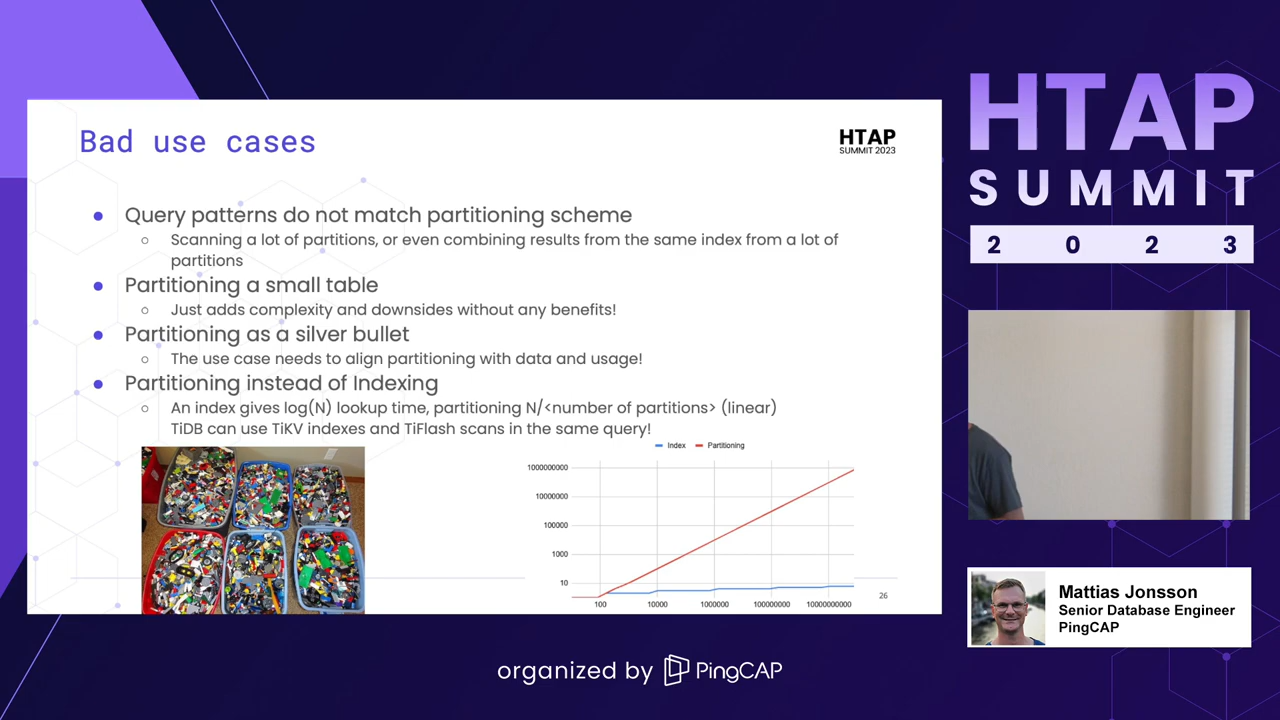 Bad use cases
HTAP
SUMMIT 2023
Query patterns do not match partitioning scheme
Scanning a lot of partitions, or even combining results from the same index from a lot of
partitions
Partitioning a small table
Just adds complexity and downsides without any benefits!
Partitioning as a silver bullet
The use case needs to align partitioning with data and usage!
Partitioning instead of Indexing
An index gives log(N) lookup time, partitioning N/<number of partitions> (linear)
TiDB can use TiKV indexes and TiFlash scans in the same query!
Index Partitioning
1000000000
10000000
100000
1000
10
100 10000 1000000 100000000 10000000000
26
HTAP
SUMMIT
2 0 2 3
Mattias Jonsson
Senior Database Engineer
PingCAP
organized by PingCAP